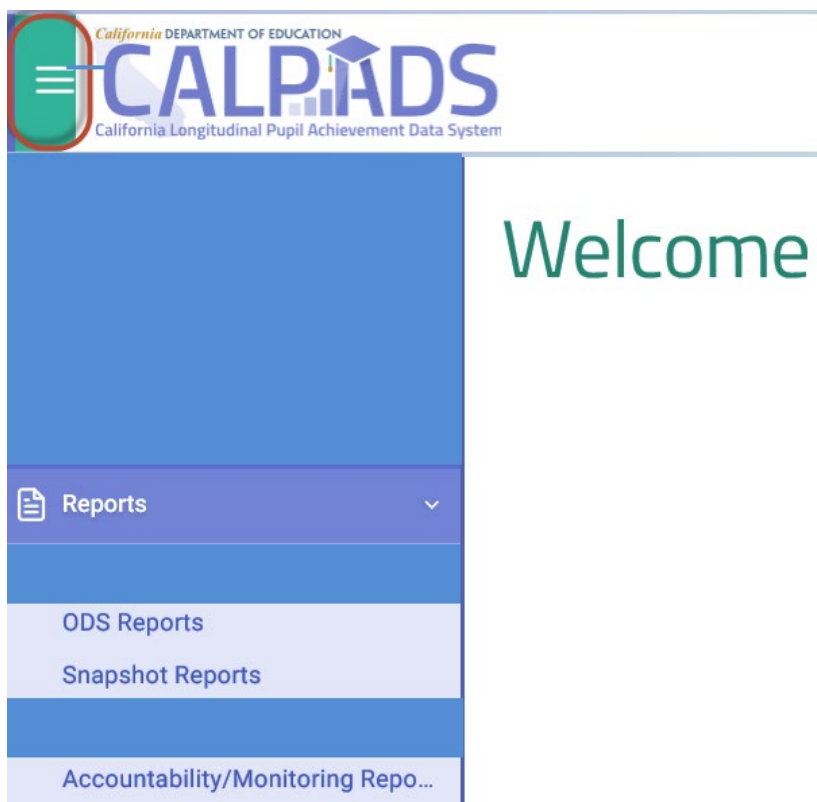 California DEPARTMENT OF EDUCATION
CALPADS
California Longitudinal Pupil Achievement Data System
Welcome
Reports
ODS Reports
Snapshot Reports
Accountability/Monitoring Repo...